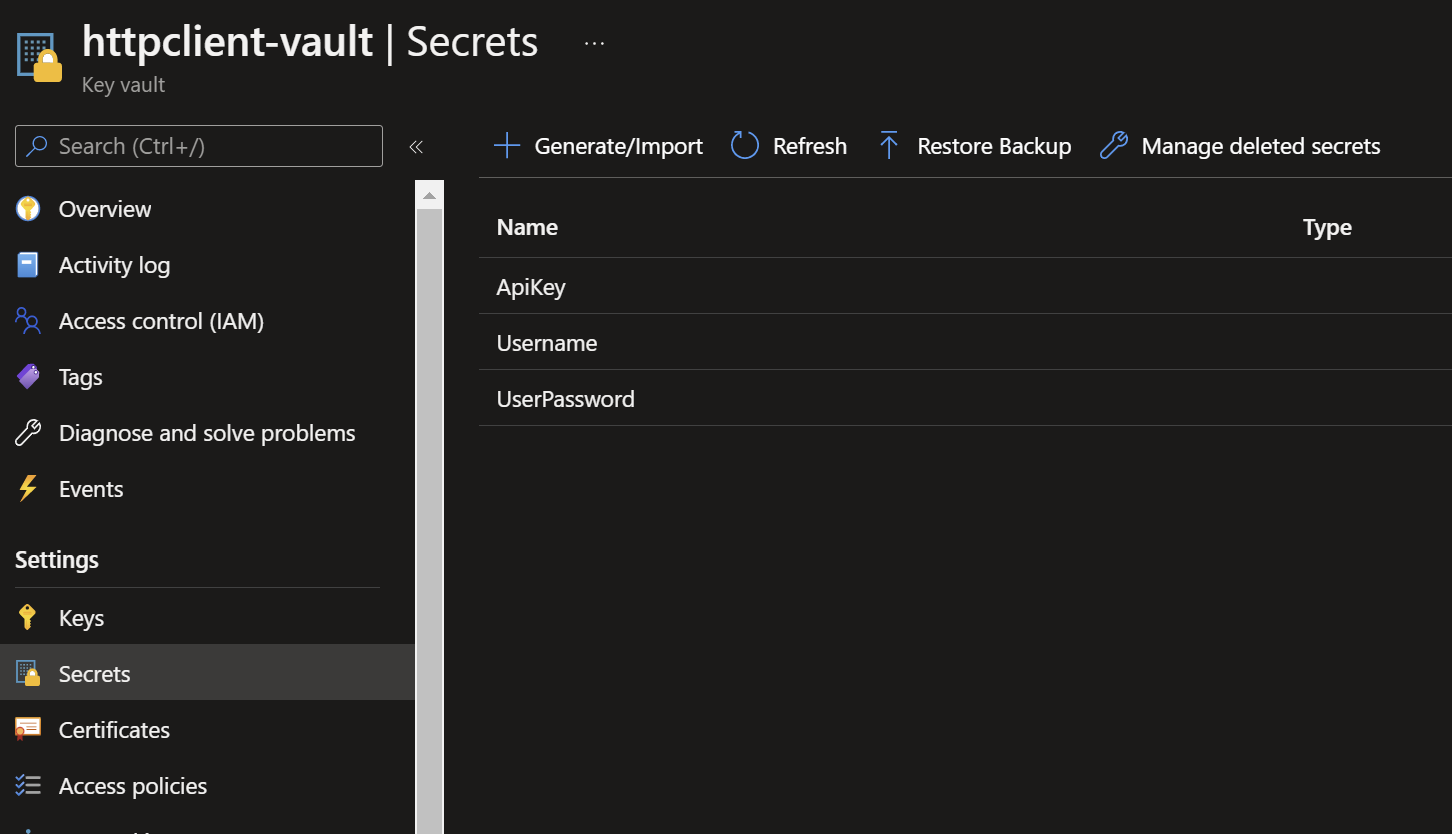 httpclient-vault | Secrets ...
Key vault
Search (Ctrl+/)
«
Generate/Import Refresh Restore Backup Manage deleted secrets
Overview
Activity log
Access control (IAM)
Tags
Diagnose and solve problems
Events
Settings
Keys
Secrets
Certificates
Access policies
Name Type
ApiKey
Username
UserPassword